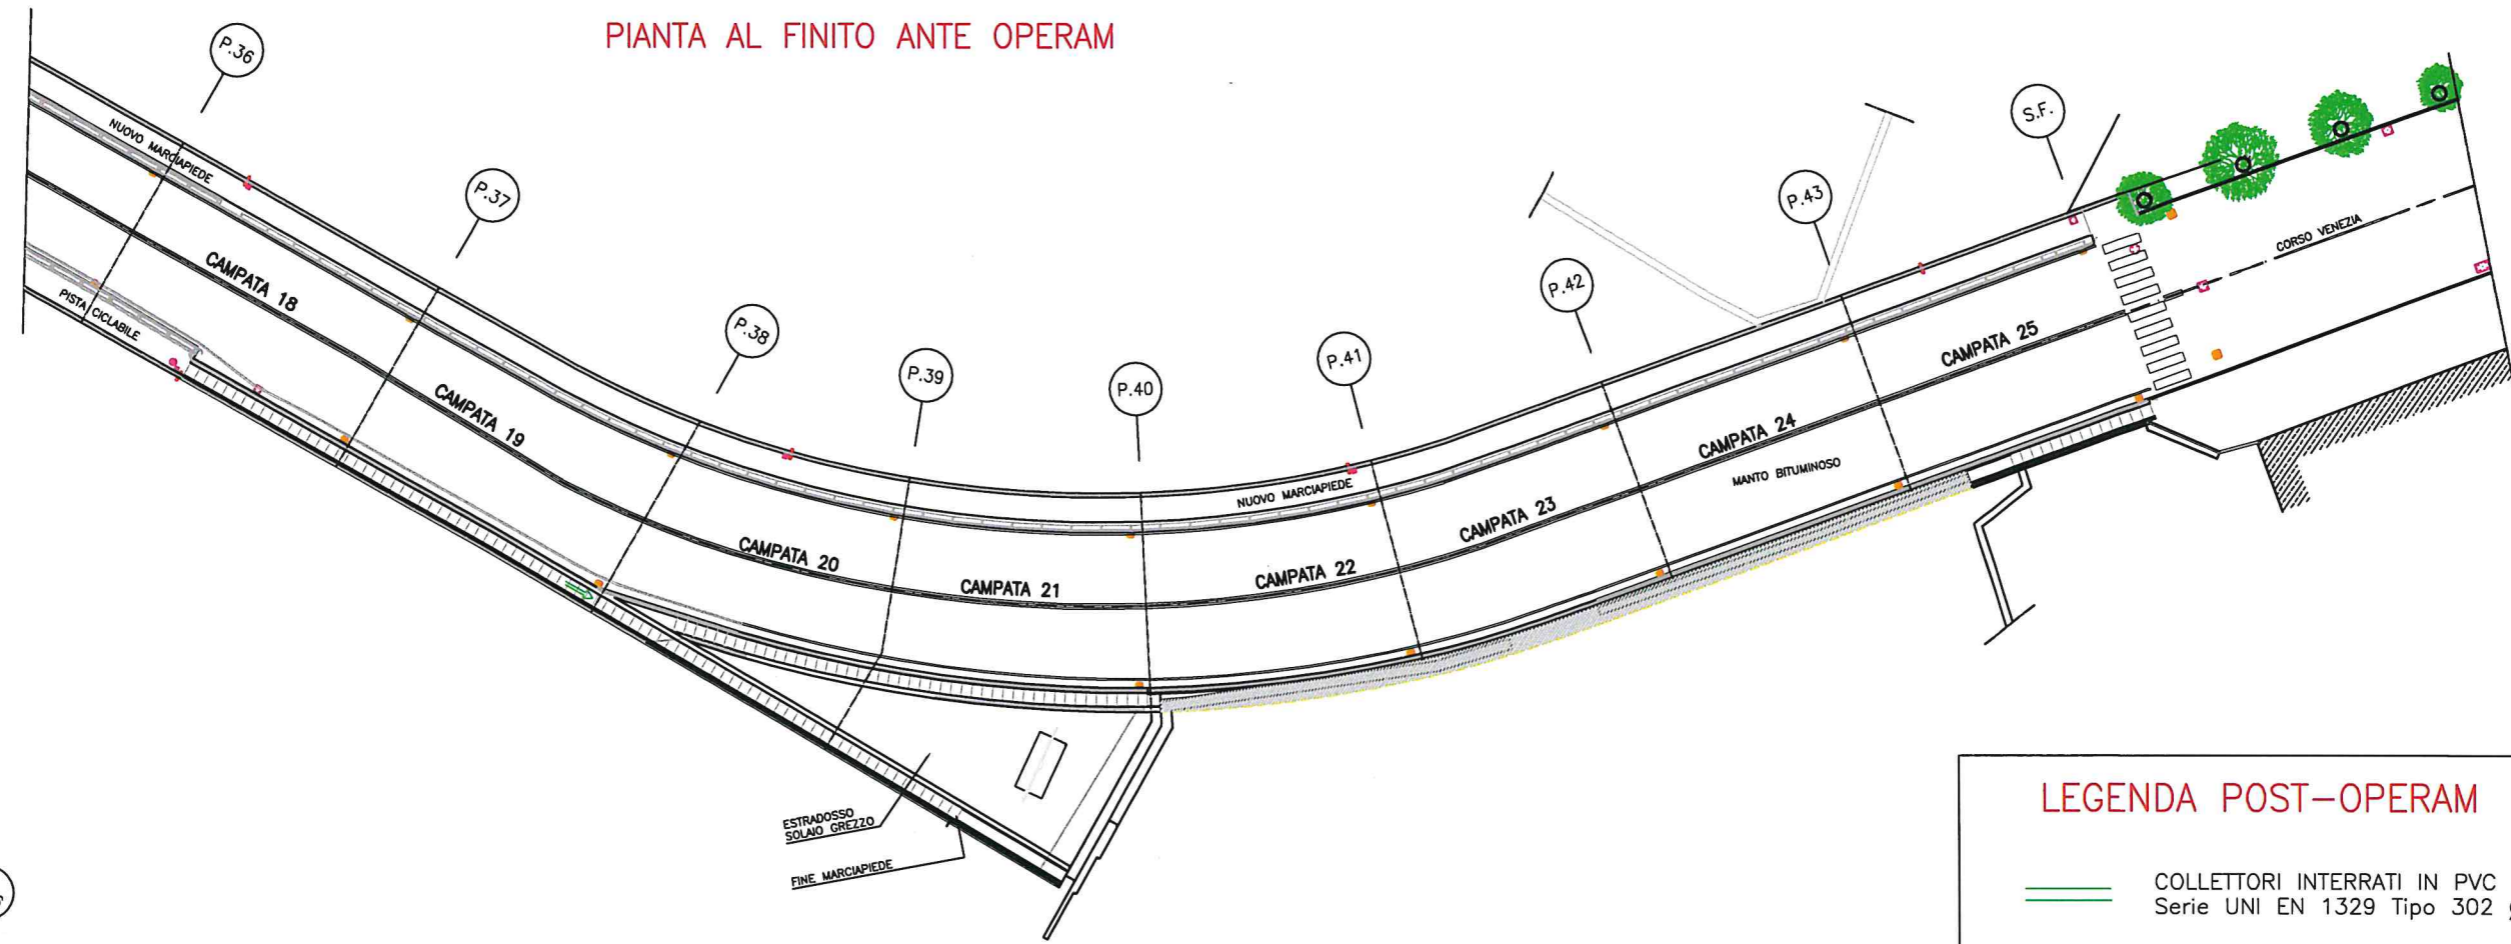 PIANTA AL FINITO ANTE OPERAM
P.36
P.37
P.38
P.39
P.40
P.41
P.42
P.43
S.F.
NUOVO MARCIAPIEDE
CAMPATA 18
PISTA CICLABILE
CAMPATA 19
CAMPATA 20
CAMPATA 21
NUOVO MARCIAPIEDE
CAMPATA 22
CAMPATA 23
CAMPATA 24
MANTO BITUMINOSO
CAMPATA 25
CORSO VENEZIA
ESTRADOSSO
SOLAIO GREZZO
FINE MARCIAPIEDE
LEGENDA POST-OPERAM
COLLETTORI INTERRATI IN PVC
Serie UNI EN 1329 Tipo 302